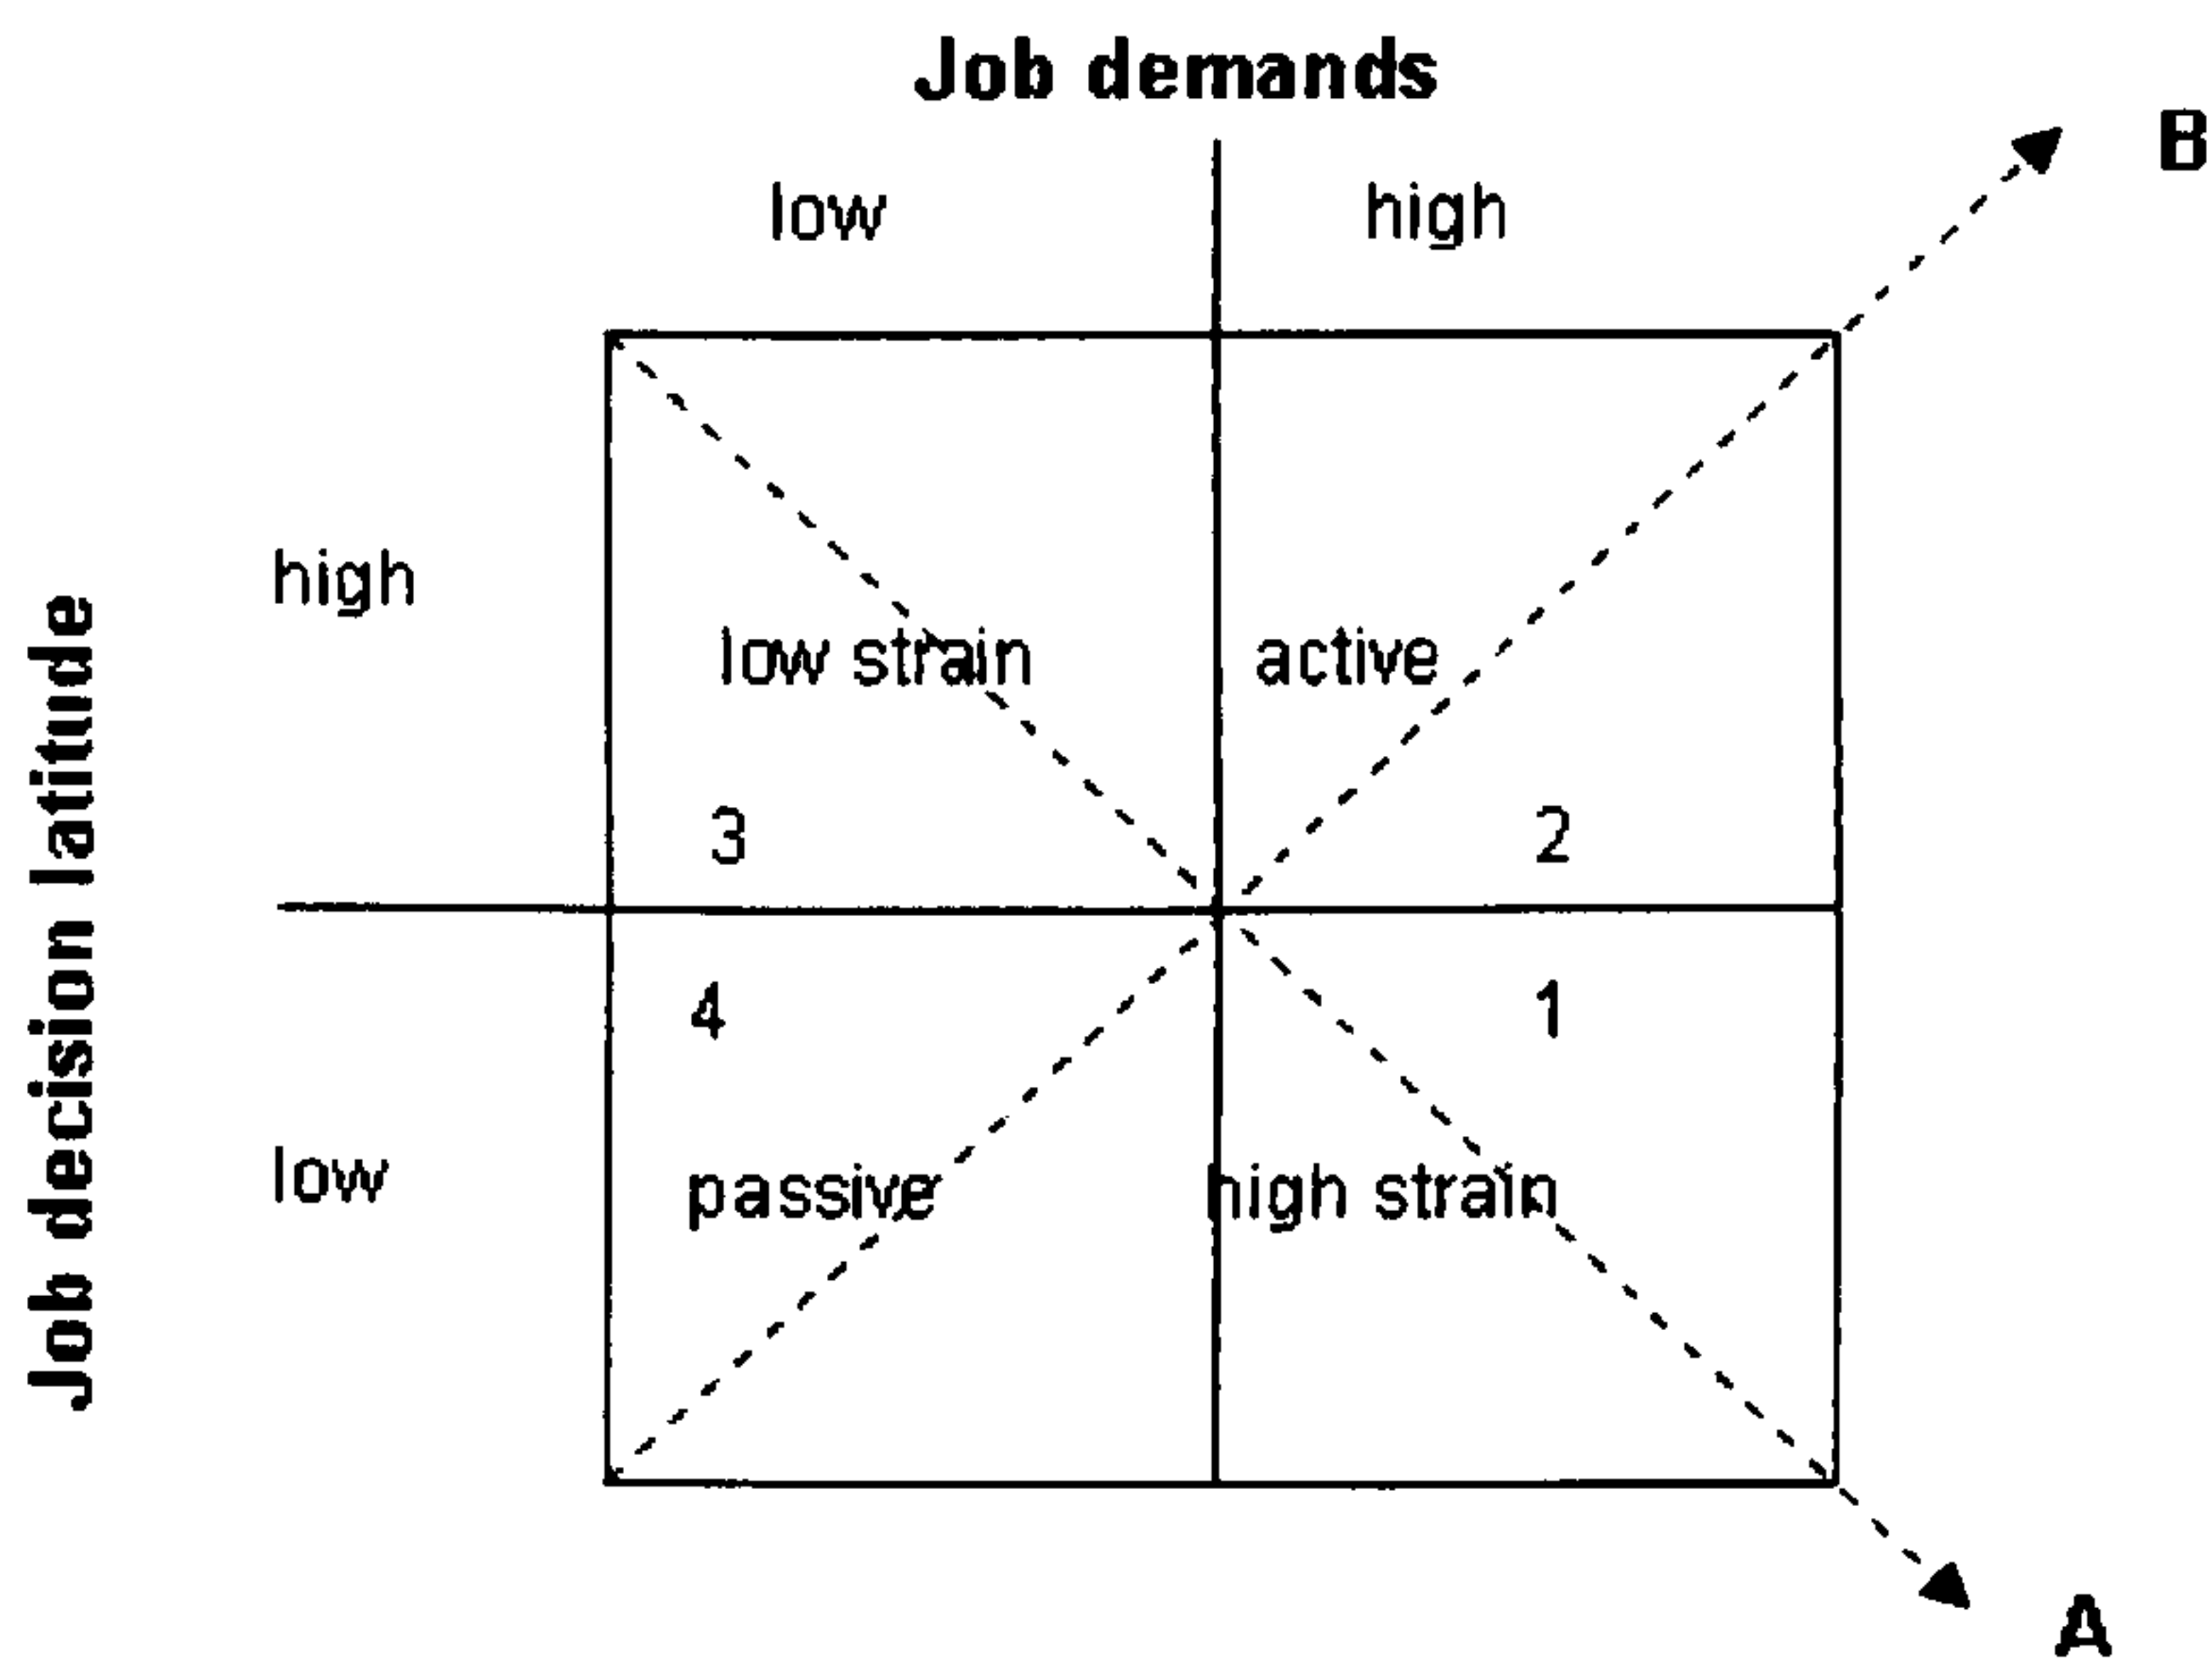 Job demands
B
low high
high
low strain active
Job decision latitude
3 2
4 1
low
passive high strain
A